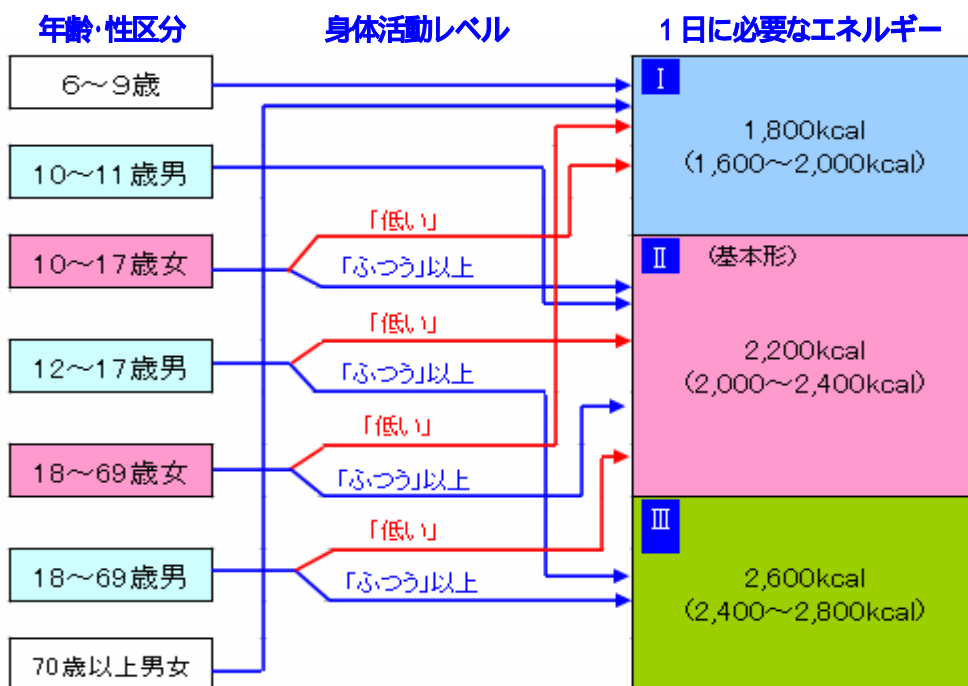 年齢・性区分 身体活動レベル 1日に必要なエネルギー
6～9歳
10～11歳男
10～17歳女
12～17歳男
18～69歳女
18～69歳男
70歳以上男女
「低い」
「ふつう」以上
「低い」
「ふつう」以上
「低い」
「ふつう」以上
「低い」
「ふつう」以上
Ⅰ
1,800kcal
(1,600～2,000kcal)
Ⅱ (基本形)
2,200kcal
(2,000～2,400kcal)
Ⅲ
2,600kcal
(2,400～2,800kcal)